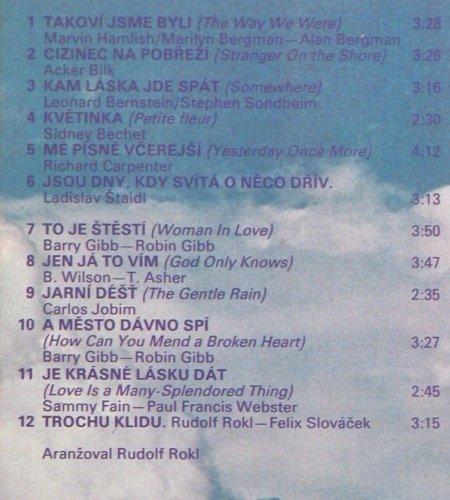 1 TAKOVÍ JSME BYLI (The Way We Were) 3:28
Marvin Hamlish/Marilyn Bergman—Alan Bergman
2 CIZINEC NA POBŘEŽÍ (Stranger On the Shore) 3:26
Acker Bilk
3 KAM LÁSKA JDE SPÁT (Somewhere) 3:16
Leonard Bernstein/Stephen Sondheim
4 KVĚTINKA (Petite fleur) 2:30
Sidney Bechet
5 MÉ PÍSNĚ VČEREJŠÍ (Yesterday Once More) 4,12
Richard Carpenter
6 JSOU DNY, KDY SVÍTÁ O NĚCO DŘÍV.
Ladislav Štaidl 3:13
7 TO JE ŠTĚSTÍ (Woman In Love) 3:50
Barry Gibb—Robin Gibb
8 JEN JÁ TO VÍM (God Only Knows) 3:47
B. Wilson—T. Asher
9 JARNÍ DÉŠŤ (The Gentle Rain) 2:35
Carlos Jobim
10 A MĚSTO DÁVNO SPÍ
(How Can You Mend a Broken Heart) 3:27
Barry Gibb—Robin Gibb
11 JE KRÁSNÉ LÁSKU DÁT
(Love Is a Many-Splendored Thing) 2:45
Sammy Fain—Paul Francis Webster
12 TROCHU KLIDU. Rudolf Rokl—Felix Slováček 3:15
Aranžoval Rudolf Rokl